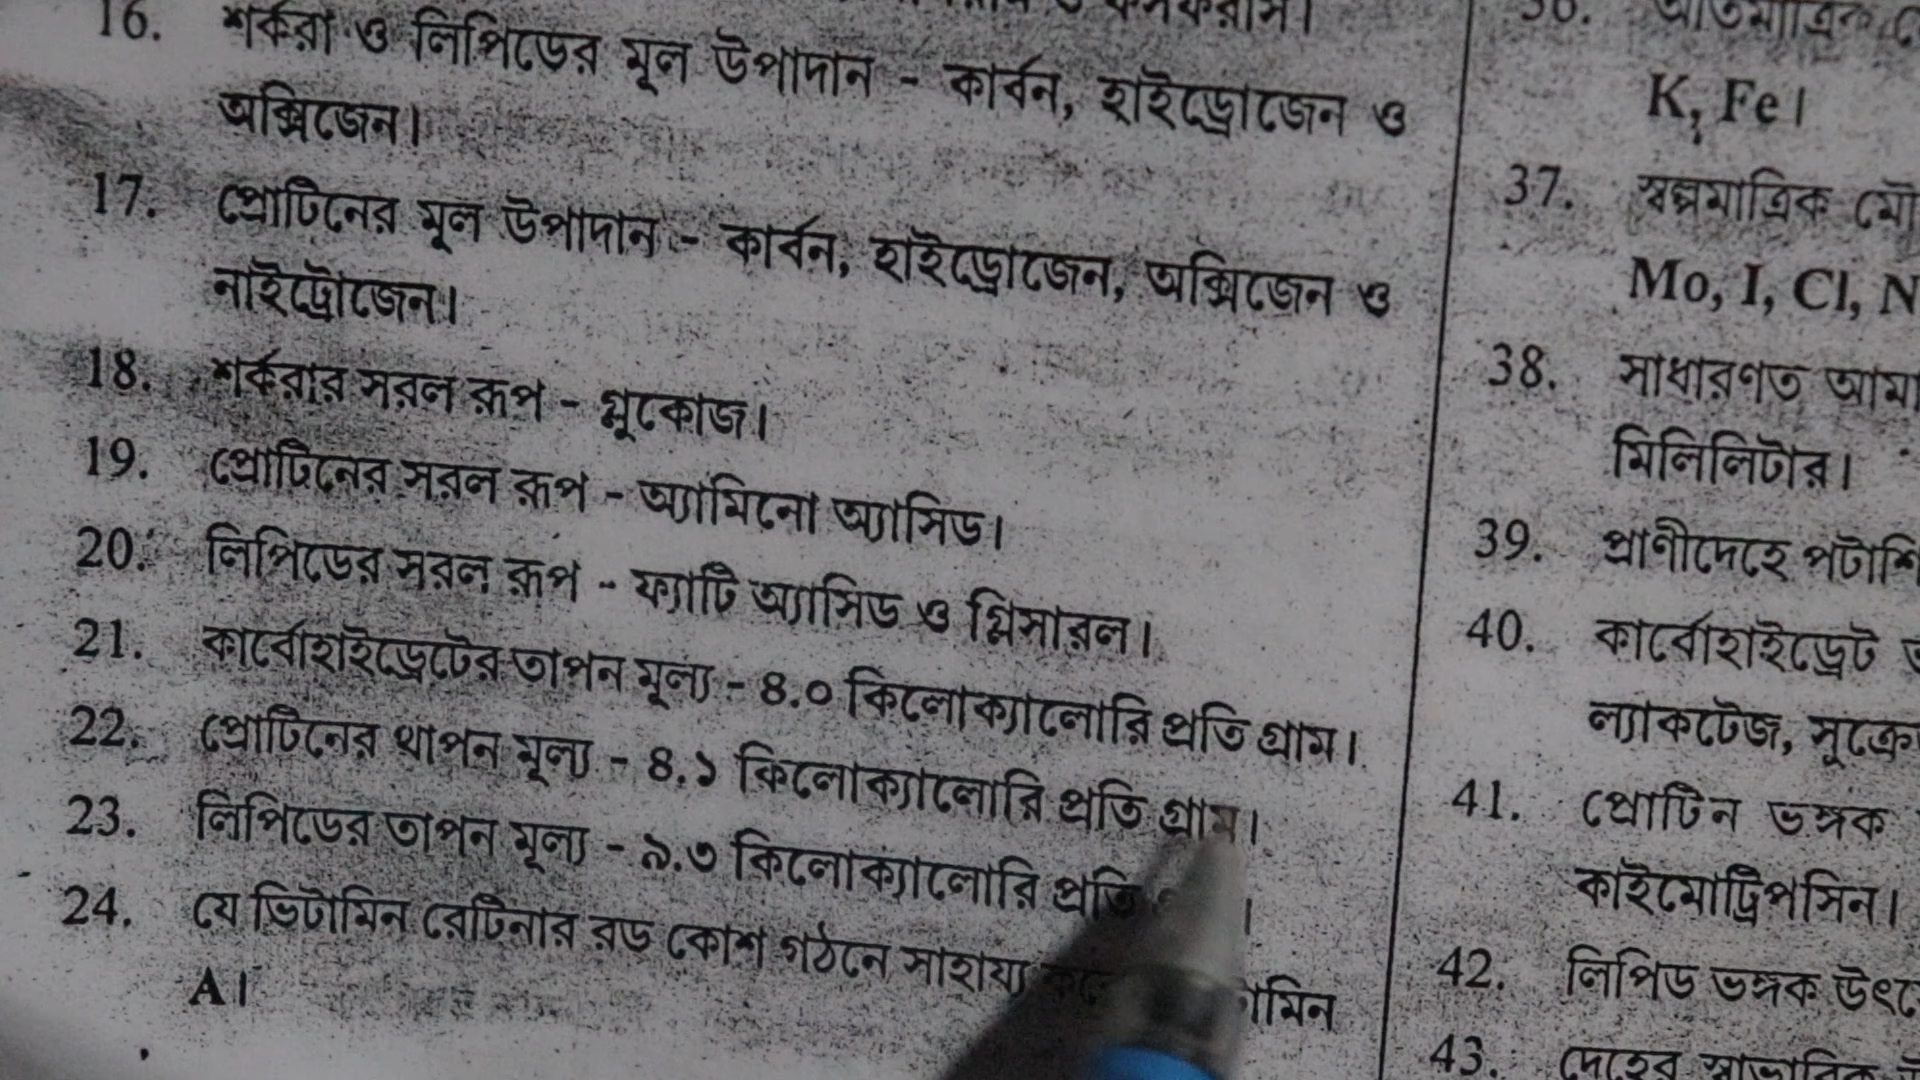 16. শর্করা ও লিপিডের মূল উপাদান - কার্বন, হাইড্রোজেন ও
অক্সিজেন।
17. প্রোটিনের মূল উপাদান - কার্বন, হাইড্রোজেন, অক্সিজেন ও
নাইট্রোজেন।
18. শর্করার সরল রূপ - গ্লুকোজ।
19. প্রোটিনের সরল রূপ - অ্যামিনো অ্যাসিড।
20. লিপিডের সরল রূপ - ফ্যাটি অ্যাসিড ও গ্লিসারল।
21. কার্বোহাইড্রেটের তাপন মূল্য - ৪.০ কিলোক্যালোরি প্রতি গ্রাম।
22. প্রোটিনের থাপন মূল্য - ৪.১ কিলোক্যালোরি প্রতি গ্রাম।
23. লিপিডের তাপন মূল্য - ৯.৩ কিলোক্যালোরি প্রতি
24. যে ভিটামিন রেটিনার রড কোশ গঠনে সাহায্য
A।
36.
K, Fe।
37. স্বল্পমাত্রিক
Mo, I, Cl,
38. সাধারণত
মিলিলিটার।
39. প্রাণীদেহে
40. কার্বোহাইড্রেট
ল্যাকটেজ,
41. প্রোটিন ভঙ্গক
কাইমোট্রিপসিন।
42. লিপিড ভঙ্গক
43. দেহের